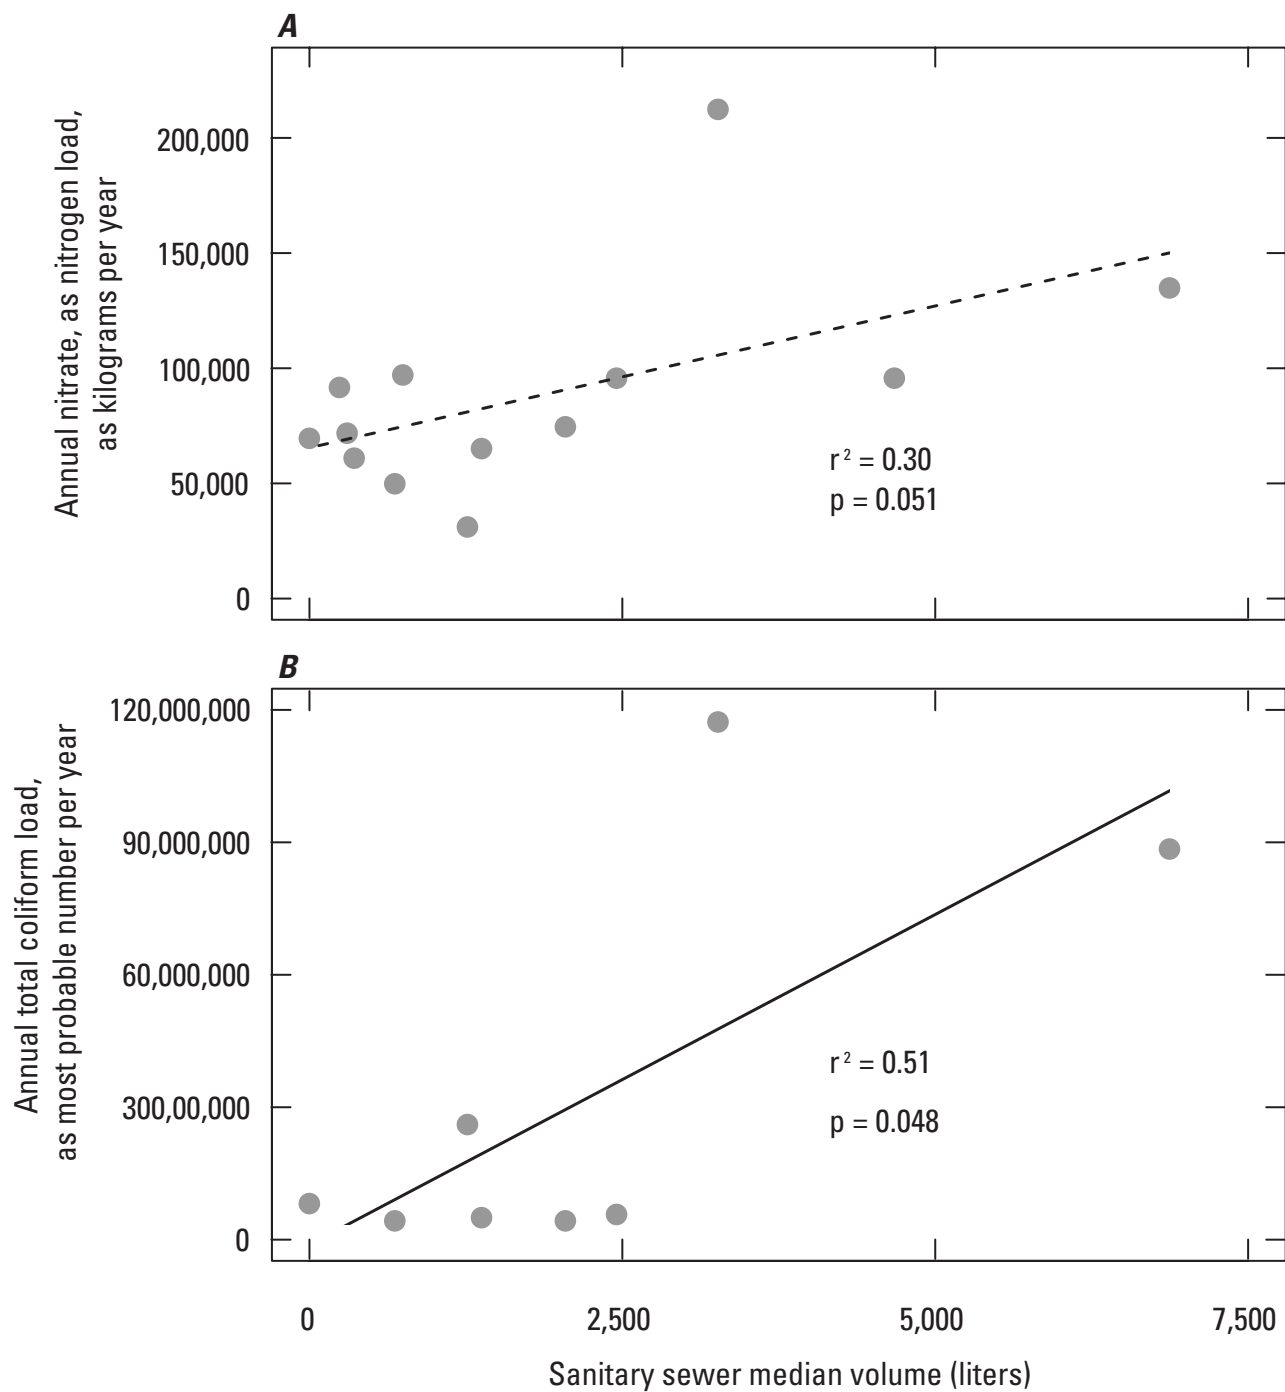 A
Annual nitrate, as nitrogen load,
as kilograms per year
200,000
150,000
100,000
50,000
0
r² = 0.30
p = 0.051
B
Annual total coliform load,
as most probable number per year
120,000,000
90,000,000
60,000,000
300,00,000
0
r² = 0.51
p = 0.048
0 2,500 5,000 7,500
Sanitary sewer median volume (liters)